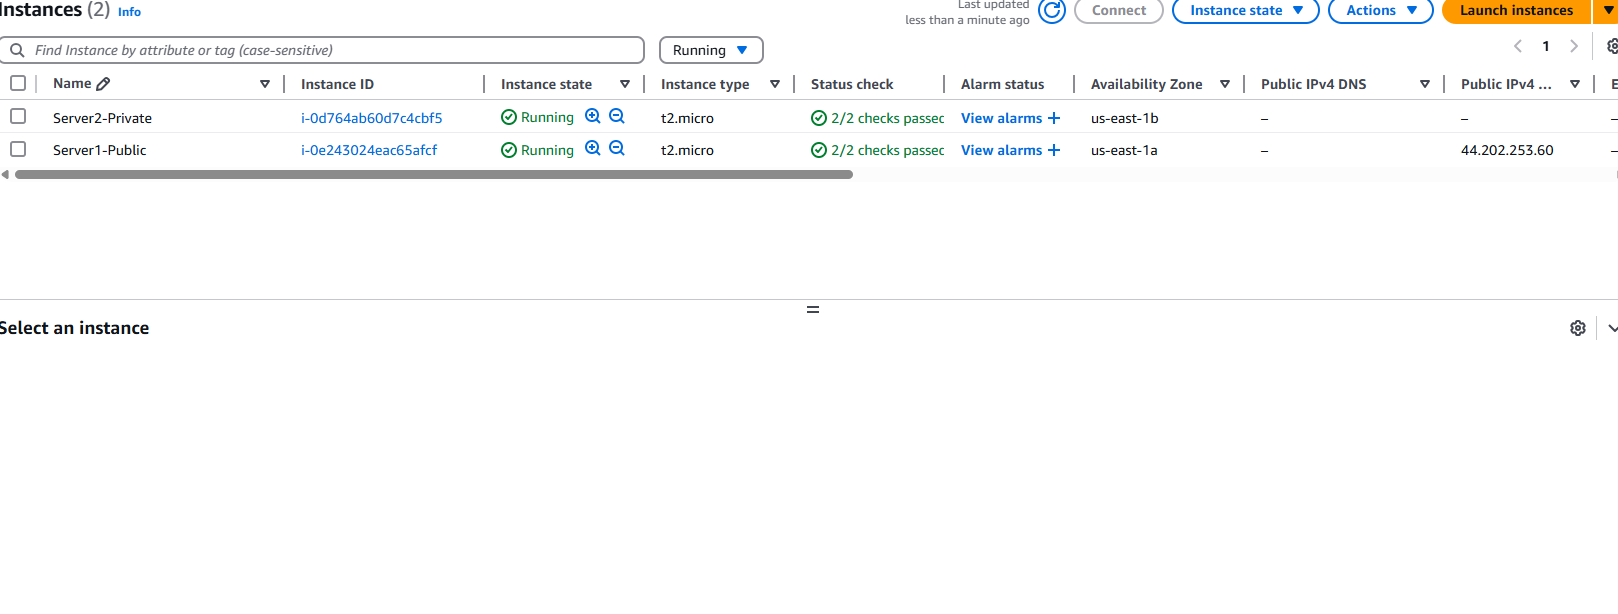 Instances (2) Info
Last updated
less than a minute ago
Connect
Instance state
Actions
Launch instances
Find Instance by attribute or tag (case-sensitive)
Running
1
Name Instance ID Instance state Instance type Status check Alarm status Availability Zone Public IPv4 DNS Public IPv4 ... E
Server2-Private i-0d764ab60d7c4cbf5 Running t2.micro 2/2 checks passed View alarms + us-east-1b – – –
Server1-Public i-0e243024eac65afcf Running t2.micro 2/2 checks passed View alarms + us-east-1a – 44.202.253.60 –
Select an instance